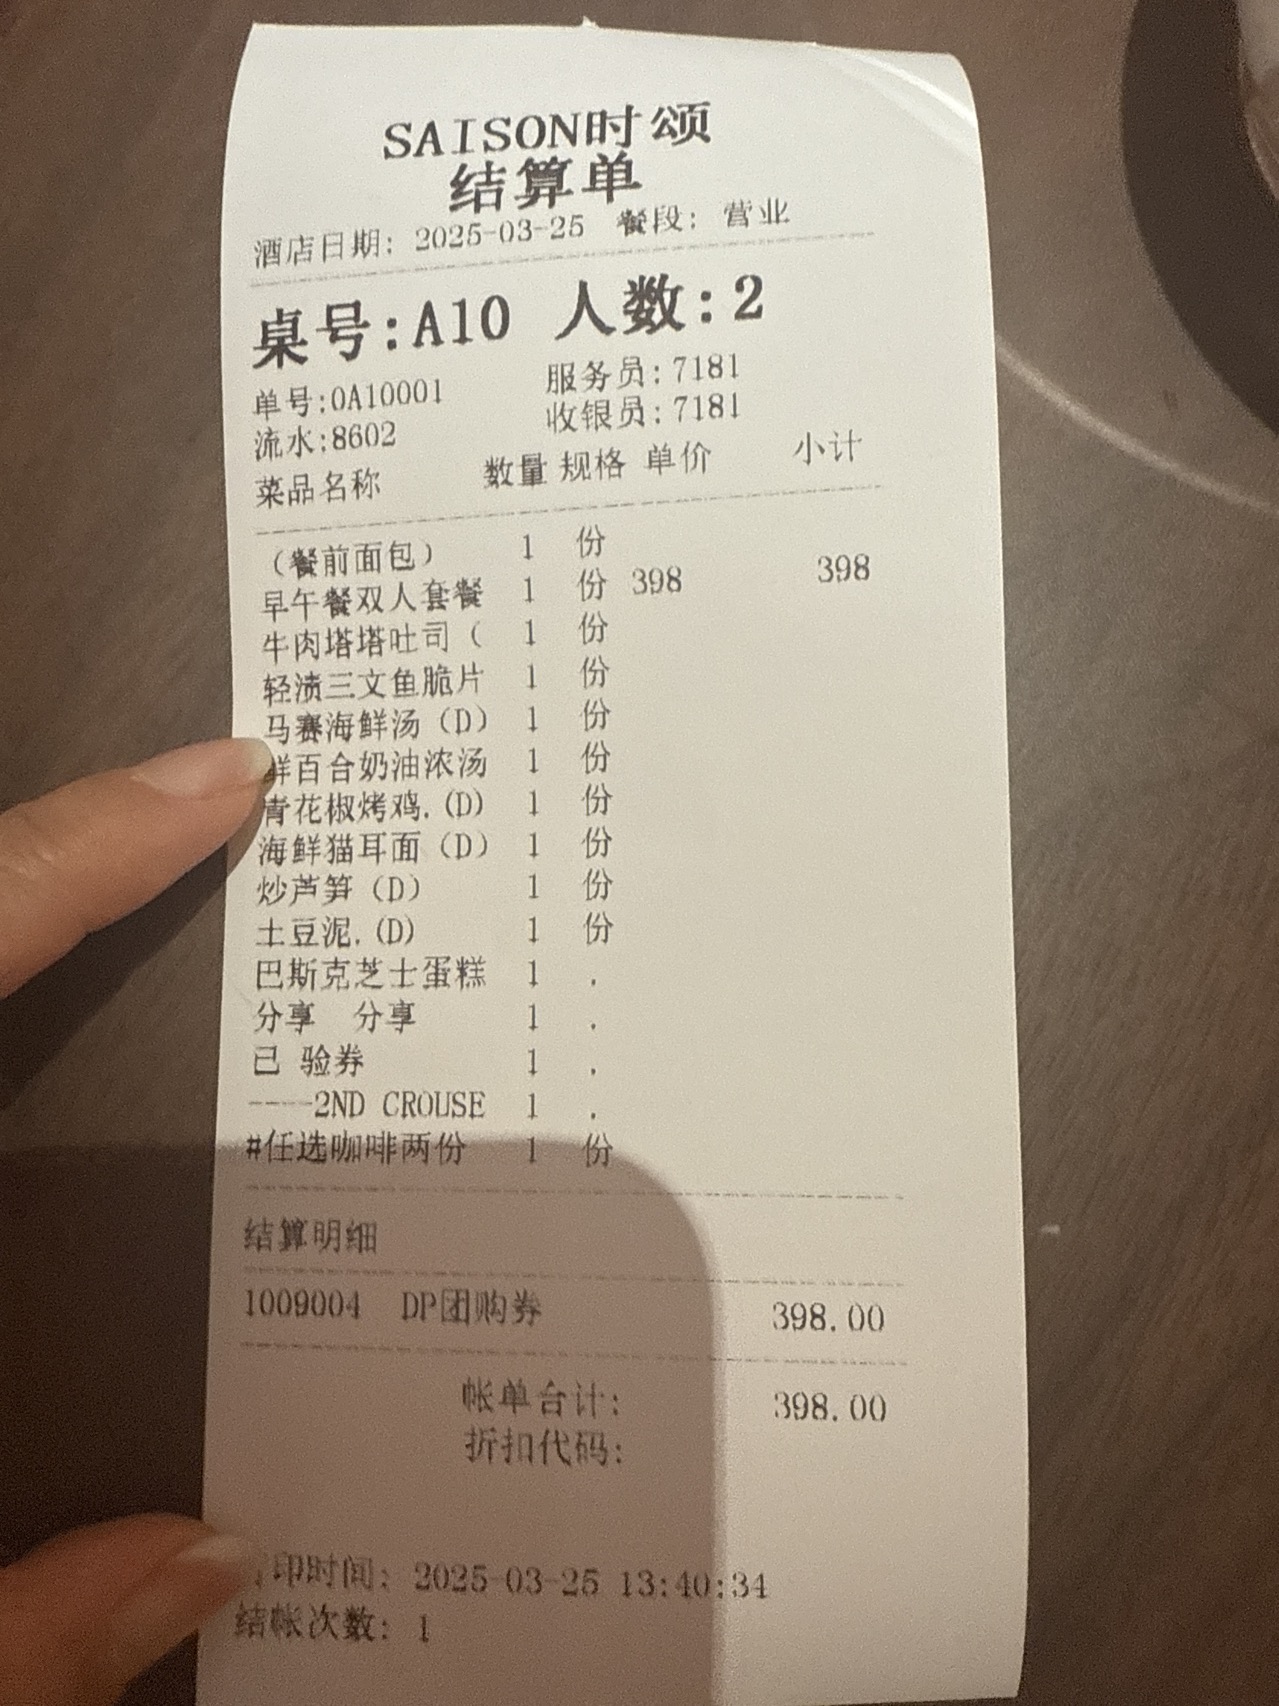 SAISON时颂
结算单
酒店日期: 2025-03-25 餐段: 营业
桌号:A10 人数:2
单号:0A10001 服务员:7181
流水:8602 收银员:7181
菜品名称 数量 规格 单价 小计
（餐前面包） 1 份
早午餐双人套餐 1 份 398 398
牛肉塔塔吐司（ 1 份
轻渍三文鱼脆片 1 份
马赛海鲜汤（D） 1 份
鲜百合奶油浓汤 1 份
青花椒烤鸡.(D) 1 份
海鲜猫耳面（D） 1 份
炒芦笋（D） 1 份
土豆泥.(D) 1 份
巴斯克芝士蛋糕 1 .
分享 分享 1 .
已 验券 1 .
----2ND CROUSE 1 .
#任选咖啡两份 1 份
结算明细
1009004 DP团购券 398.00
帐单合计: 398.00
折扣代码:
印时间: 2025-03-25 13:40:34
结帐次数: 1